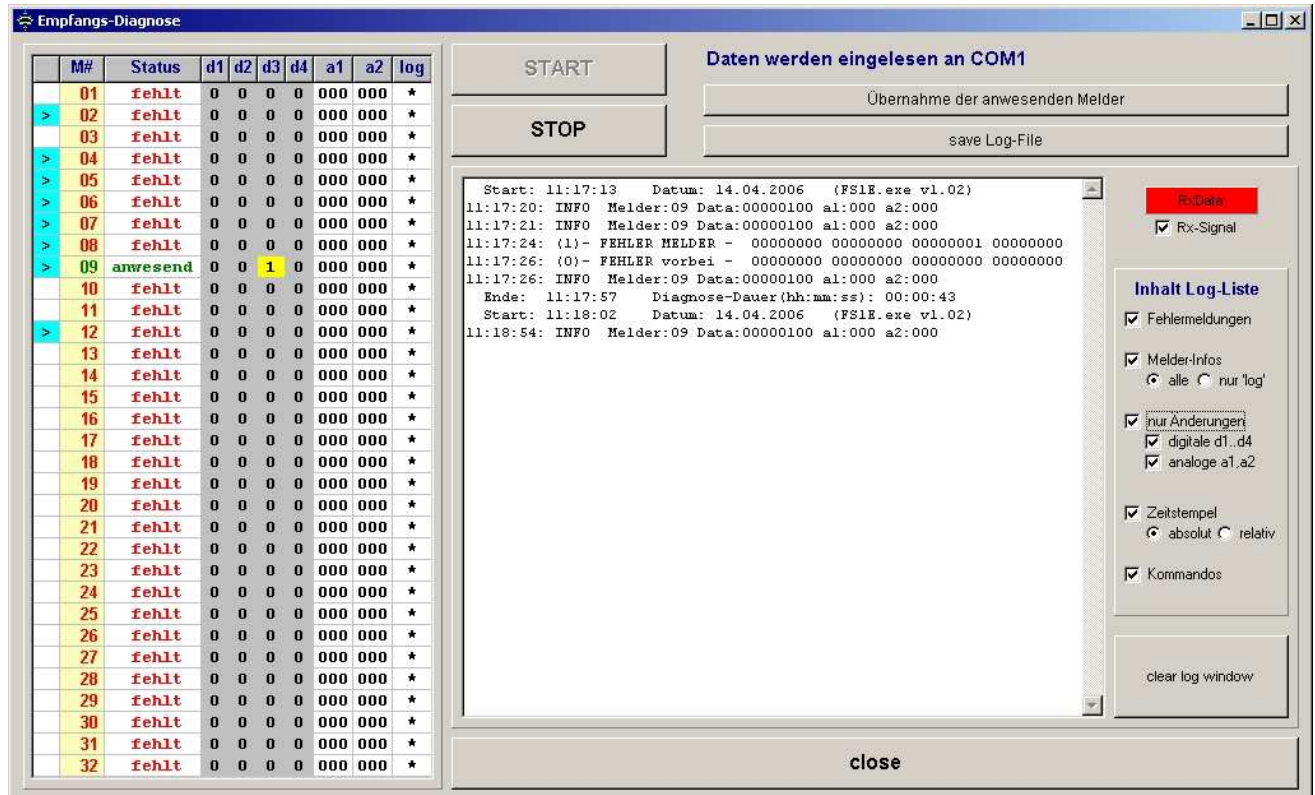 Empfangs-Diagnose
M# Status d1 d2 d3 d4 a1 a2 log
01 fehlt 0 0 0 0 000 000 *
> 02 fehlt 0 0 0 0 000 000 *
03 fehlt 0 0 0 0 000 000 *
> 04 fehlt 0 0 0 0 000 000 *
> 05 fehlt 0 0 0 0 000 000 *
> 06 fehlt 0 0 0 0 000 000 *
> 07 fehlt 0 0 0 0 000 000 *
> 08 fehlt 0 0 0 0 000 000 *
> 09 anwesend 0 0 1 0 000 000 *
10 fehlt 0 0 0 0 000 000 *
11 fehlt 0 0 0 0 000 000 *
> 12 fehlt 0 0 0 0 000 000 *
13 fehlt 0 0 0 0 000 000 *
14 fehlt 0 0 0 0 000 000 *
15 fehlt 0 0 0 0 000 000 *
16 fehlt 0 0 0 0 000 000 *
17 fehlt 0 0 0 0 000 000 *
18 fehlt 0 0 0 0 000 000 *
19 fehlt 0 0 0 0 000 000 *
20 fehlt 0 0 0 0 000 000 *
21 fehlt 0 0 0 0 000 000 *
22 fehlt 0 0 0 0 000 000 *
23 fehlt 0 0 0 0 000 000 *
24 fehlt 0 0 0 0 000 000 *
25 fehlt 0 0 0 0 000 000 *
26 fehlt 0 0 0 0 000 000 *
27 fehlt 0 0 0 0 000 000 *
28 fehlt 0 0 0 0 000 000 *
29 fehlt 0 0 0 0 000 000 *
30 fehlt 0 0 0 0 000 000 *
31 fehlt 0 0 0 0 000 000 *
32 fehlt 0 0 0 0 000 000 *
START
STOP
Daten werden eingelesen an COM1
Übernahme der anwesenden Melder
save Log-File
Start: 11:17:13 Datum: 14.04.2006 (FS1E.exe v1.02)
11:17:20: INFO Melder:09 Data:00000100 a1:000 a2:000
11:17:21: INFO Melder:09 Data:00000000 a1:000 a2:000
11:17:24: (1)- FEHLER MELDER - 00000000 00000000 00000001 00000000
11:17:26: (0)- FEHLER vorbei - 00000000 00000000 00000000 00000000
11:17:26: INFO Melder:09 Data:00000100 a1:000 a2:000
Ende: 11:17:57 Diagnose-Dauer(hh:mm:ss): 00:00:43
Start: 11:18:02 Datum: 14.04.2006 (FS1E.exe v1.02)
11:18:54: INFO Melder:09 Data:00000100 a1:000 a2:000
RxData
Rx-Signal
Inhalt Log-Liste
Fehlermeldungen
Melder-Infos
alle nur 'log'
nur Änderungen
digitale d1..d4
analoge a1,a2
Zeitstempel
absolut relativ
Kommandos
clear log window
close